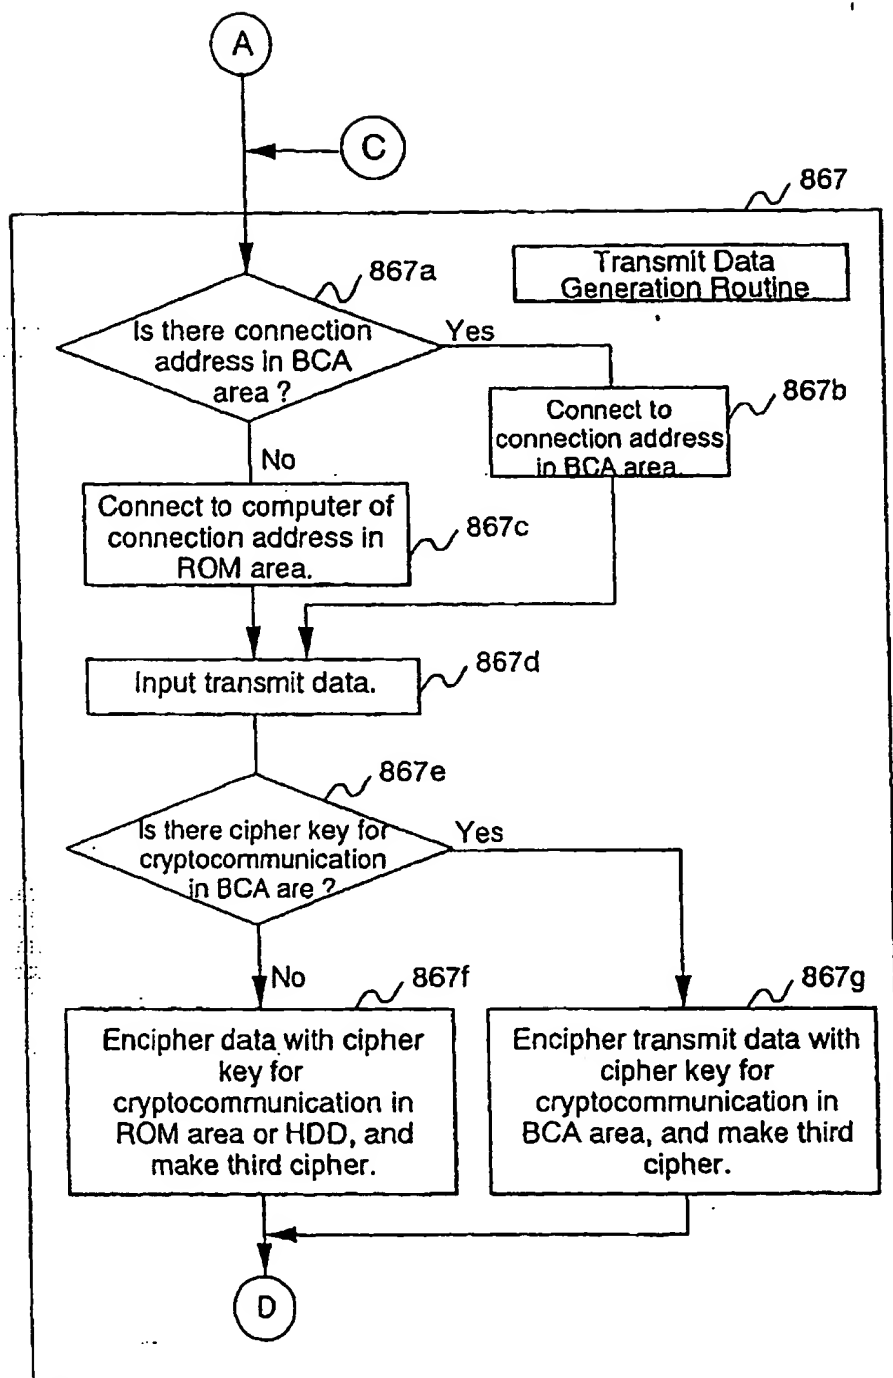 A
C
867
Transmit Data
Generation Routine
867a
Is there connection
address in BCA
area ?
Yes
867b
Connect to
connection address
in BCA area.
No
Connect to computer of
connection address in
ROM area.
867c
Input transmit data.
867d
867e
Is there cipher key for
cryptocommunication
in BCA are ?
Yes
No
867f
867g
Encipher data with cipher
key for
cryptocommunication in
ROM area or HDD, and
make third cipher.
Encipher transmit data with
cipher key for
cryptocommunication in
BCA area, and make third
cipher.
D